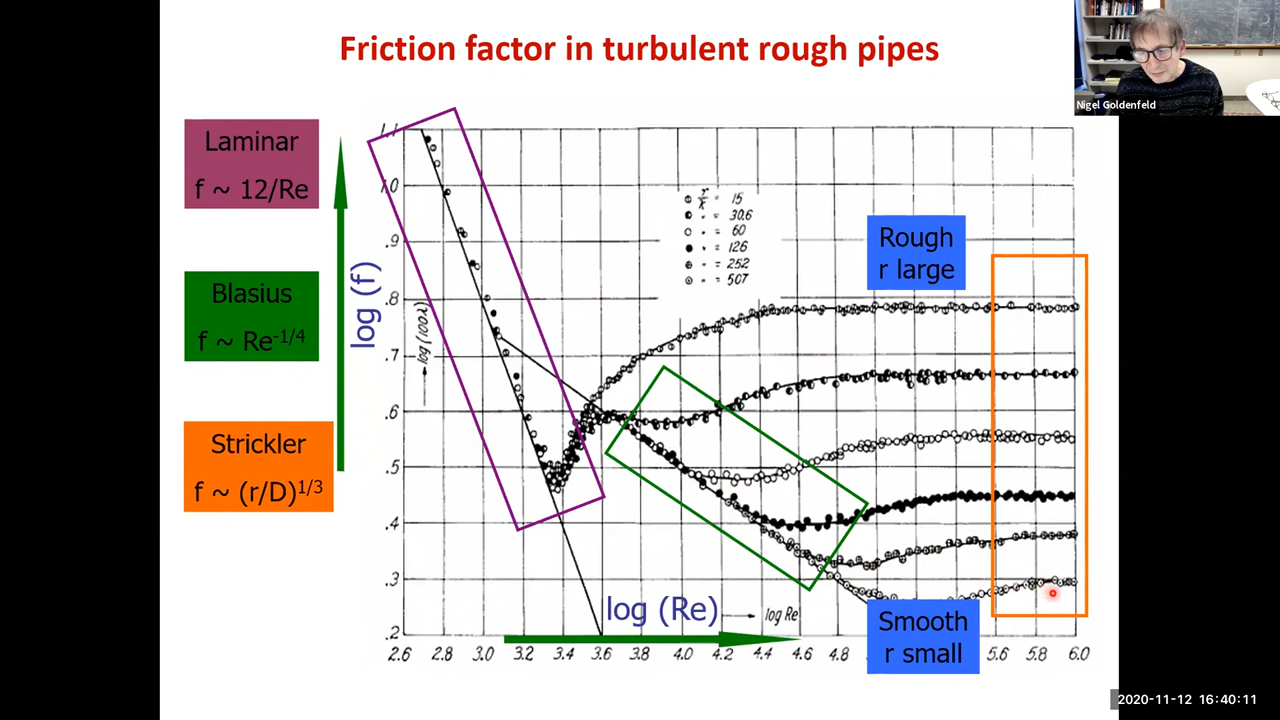 Friction factor in turbulent rough pipes
Nigel Goldenfeld
Laminar
f ~ 12/Re
Blasius
f ~ Re-1/4
Strickler
f ~ (r/D)1/3
log (f)
log (100λ)
1.1
1.0
.9
.8
.7
.6
.5
.4
.3
.2
r/k = 15
" = 30.6
" = 60
" = 126
" = 252
" = 507
Rough
r large
Smooth
r small
log (Re)
log Re
2.6 2.8 3.0 3.2 3.4 3.6 3.8 4.0 4.2 4.4 4.6 4.8 5.6 5.8 6.0
2020-11-12 16:40:11